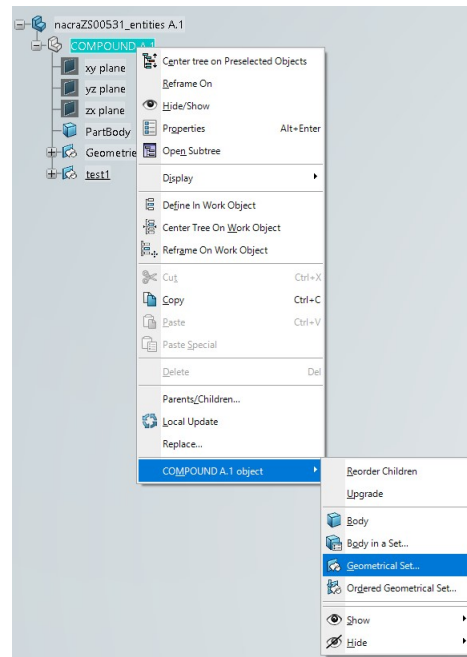 nacraZS00531_entities A.1
COMPOUND A.1
xy plane
yz plane
zx plane
PartBody
Geometrie
test1
Center tree on Preselected Objects
Reframe On
Hide/Show
Properties Alt+Enter
Open Subtree
Display
Define In Work Object
Center Tree On Work Object
Reframe On Work Object
Cut Ctrl+X
Copy Ctrl+C
Paste Ctrl+V
Paste Special
Delete Del
Parents/Children...
Local Update
Replace...
COMPOUND A.1 object
Reorder Children
Upgrade
Body
Body in a Set...
Geometrical Set...
Ordered Geometrical Set...
Show
Hide